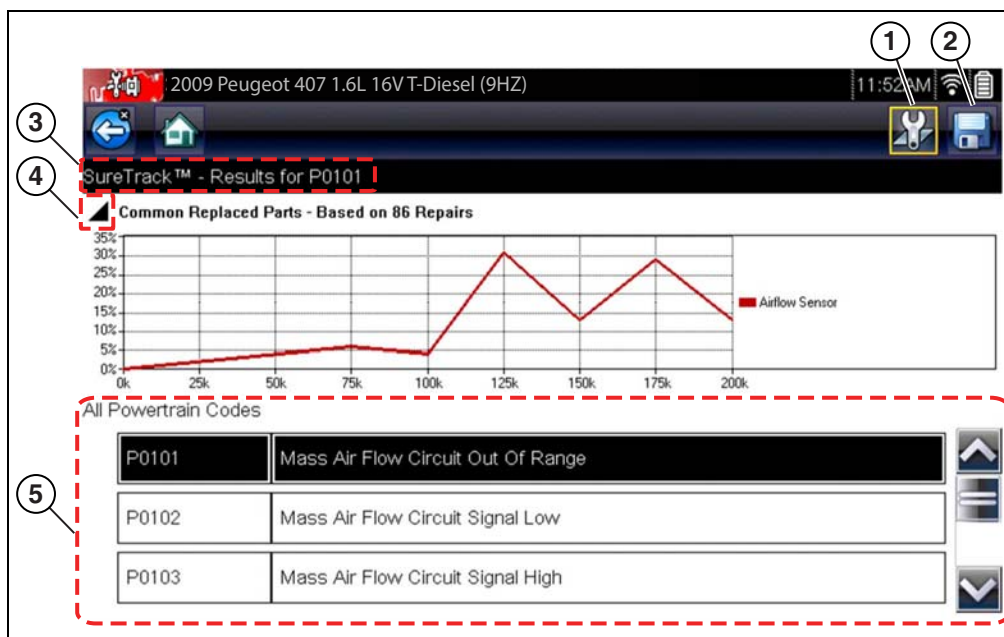 1 2
2009 Peugeot 407 1.6L 16V T-Diesel (9HZ) 11:52AM
3
SureTrack™ - Results for P0101
4
Common Replaced Parts - Based on 86 Repairs
35%
30%
25%
20%
15%
10%
5%
0%
Airflow Sensor
0k 25k 50k 75k 100k 125k 150k 175k 200k
All Powertrain Codes
P0101 Mass Air Flow Circuit Out Of Range
5
P0102 Mass Air Flow Circuit Signal Low
P0103 Mass Air Flow Circuit Signal High